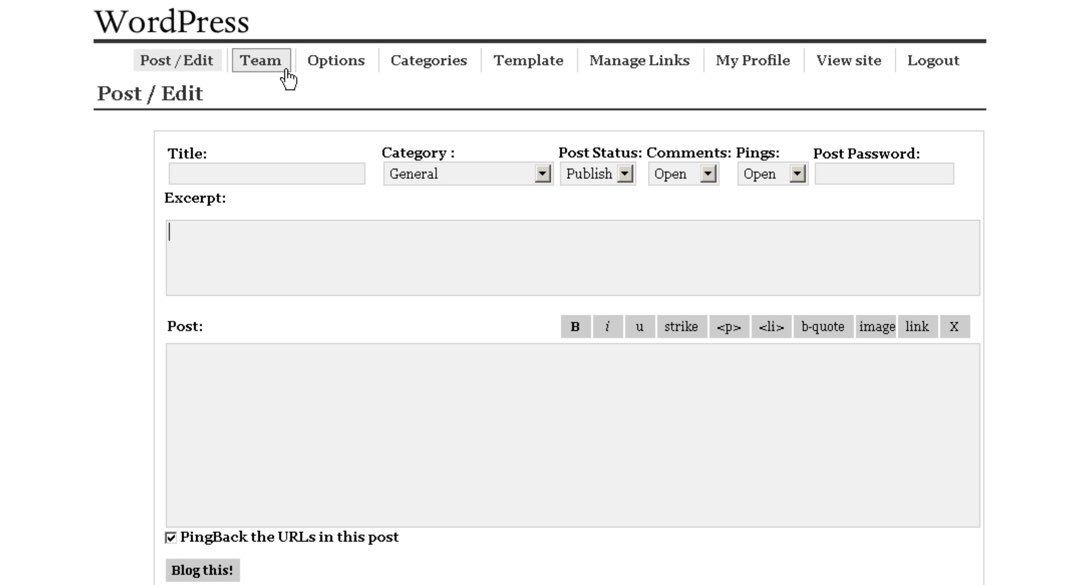 WordPress
Post / Edit Team Options Categories Template Manage Links My Profile View site Logout
Post / Edit
Title: Category : Post Status: Comments: Pings: Post Password:
General Publish Open Open
Excerpt:
Post: B i u strike <p> <li> b-quote image link X
PingBack the URLs in this post
Blog this!